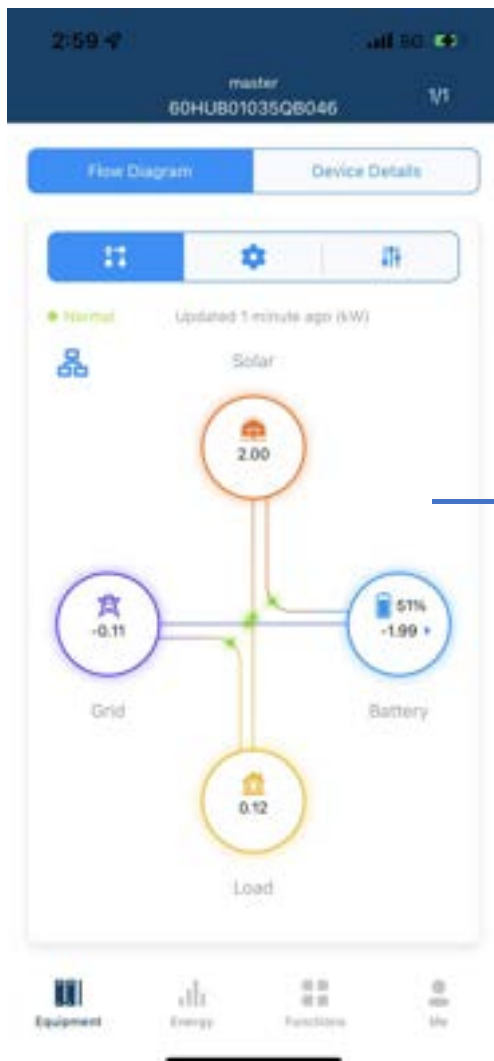 2:59
5G
master
60HUB01035QB046
1/1
Flow Diagram
Device Details
Normal
Updated 1 minute ago (kW)
Solar
2.00
-0.11
51%
-1.99
Grid
Battery
0.12
Load
Equipment
Energy
Functions
Me